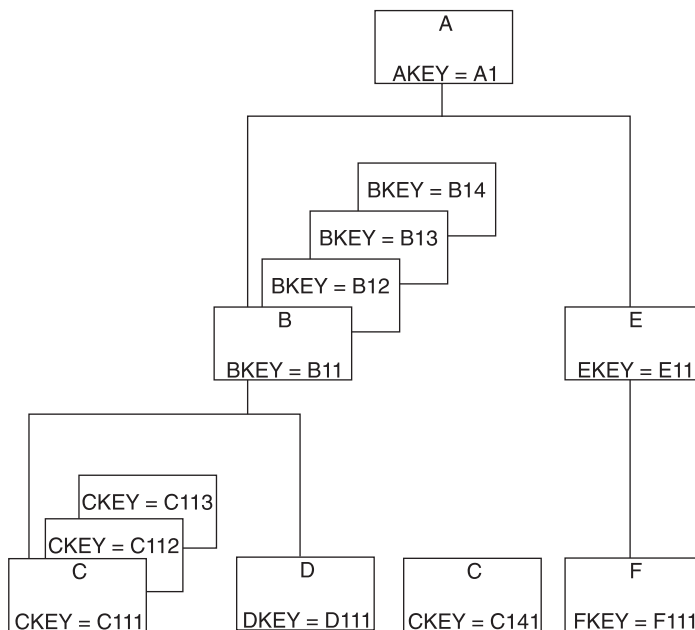 A
AKEY = A1
BKEY = B14
BKEY = B13
BKEY = B12
B
BKEY = B11
E
EKEY = E11
CKEY = C113
CKEY = C112
C
CKEY = C111
D
DKEY = D111
C
CKEY = C141
F
FKEY = F111